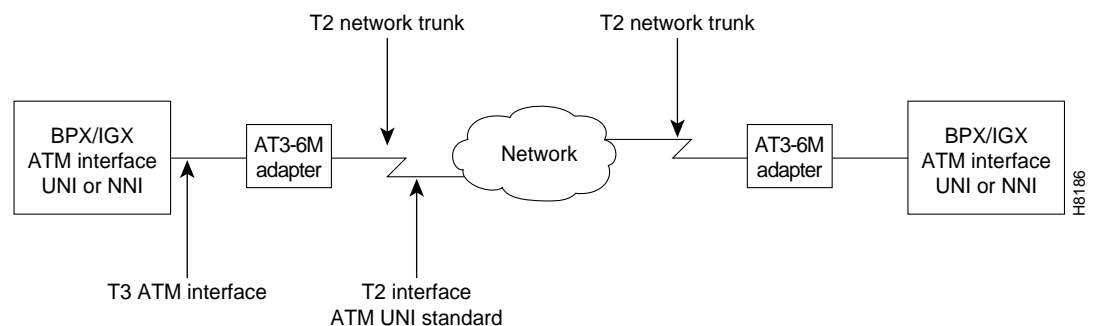 T2 network trunk
T2 network trunk
BPX/IGX
ATM interface
UNI or NNI
AT3-6M
adapter
Network
AT3-6M
adapter
BPX/IGX
ATM interface
UNI or NNI
H8186
T3 ATM interface
T2 interface
ATM UNI standard